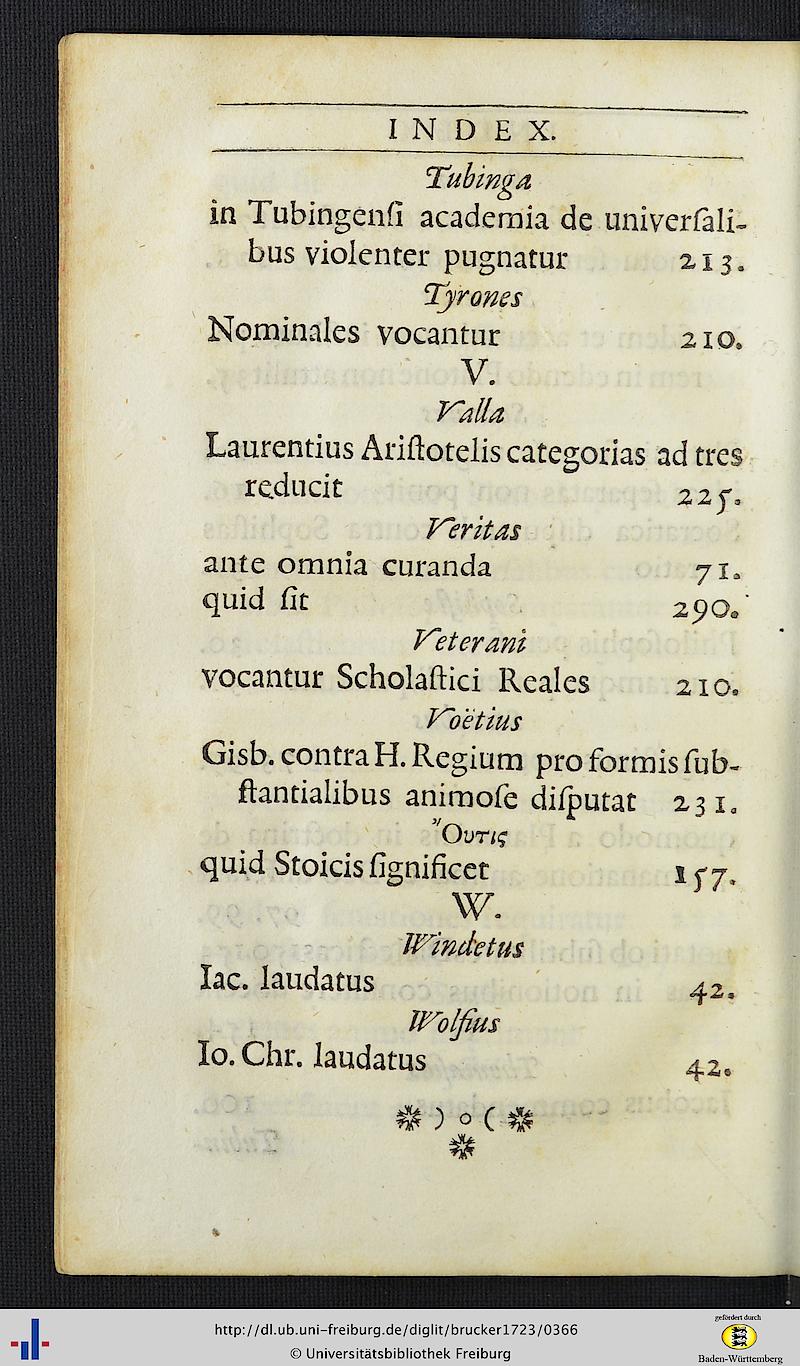 INDEX.
Tubinga
in Tubingenſi academia de univerſali-
bus violenter pugnatur 213.
Tyrones
Nominales vocantur 210.
V.
Valla
Laurentius Ariſtotelis categorias ad tres
reducit 225.
Veritas
ante omnia curanda 71.
quid ſit 290.
Veterani
vocantur Scholaſtici Reales 210.
Voëtius
Gisb. contra H. Regium pro formis ſub-
ſtantialibus animoſe diſputat 231.
Ὄυτις
quid Stoicis ſignificet 157.
W.
Windetus
Iac. laudatus 42.
Wolfius
Io. Chr. laudatus 42.
http://dl.ub.uni-freiburg.de/diglit/brucker1723/0366
© Universitätsbibliothek Freiburg
gefördert durch
Baden-Württemberg